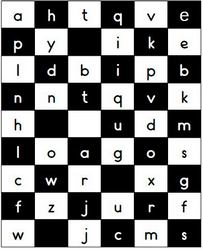 a h t q v e
p y i k e
l d b i p b
n n t q v k
h u d m
l o a g o s
c w r x g
f z j u r f
w j c m s